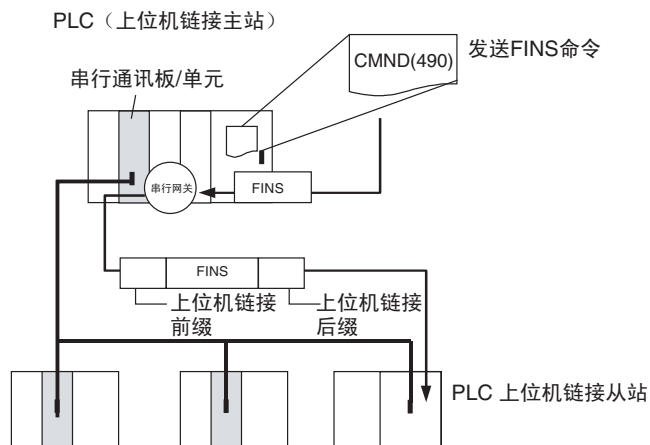 PLC（上位机链接主站）
CMND(490)
发送FINS命令
串行通讯板/单元
串行网关
FINS
FINS
上位机链接
前缀
上位机链接
后缀
PLC 上位机链接从站